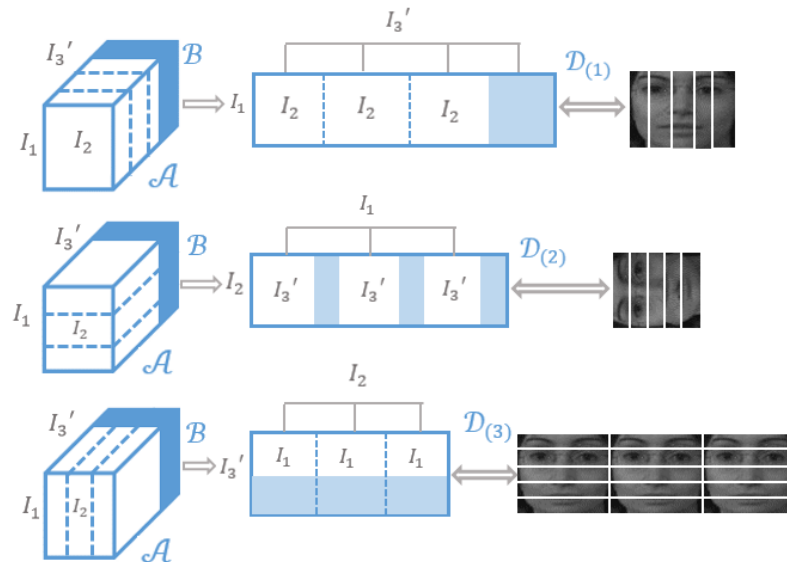 I₃′
I₃′
ℬ
𝒟₍₁₎
I₁
I₂
I₁
I₂
I₂
I₂
𝒜
I₁
I₃′
ℬ
𝒟₍₂₎
I₁
I₂
I₂
I₃′
I₃′
I₃′
𝒜
I₂
I₃′
ℬ
𝒟₍₃₎
I₁
I₂
I₃′
I₁
I₁
I₁
𝒜